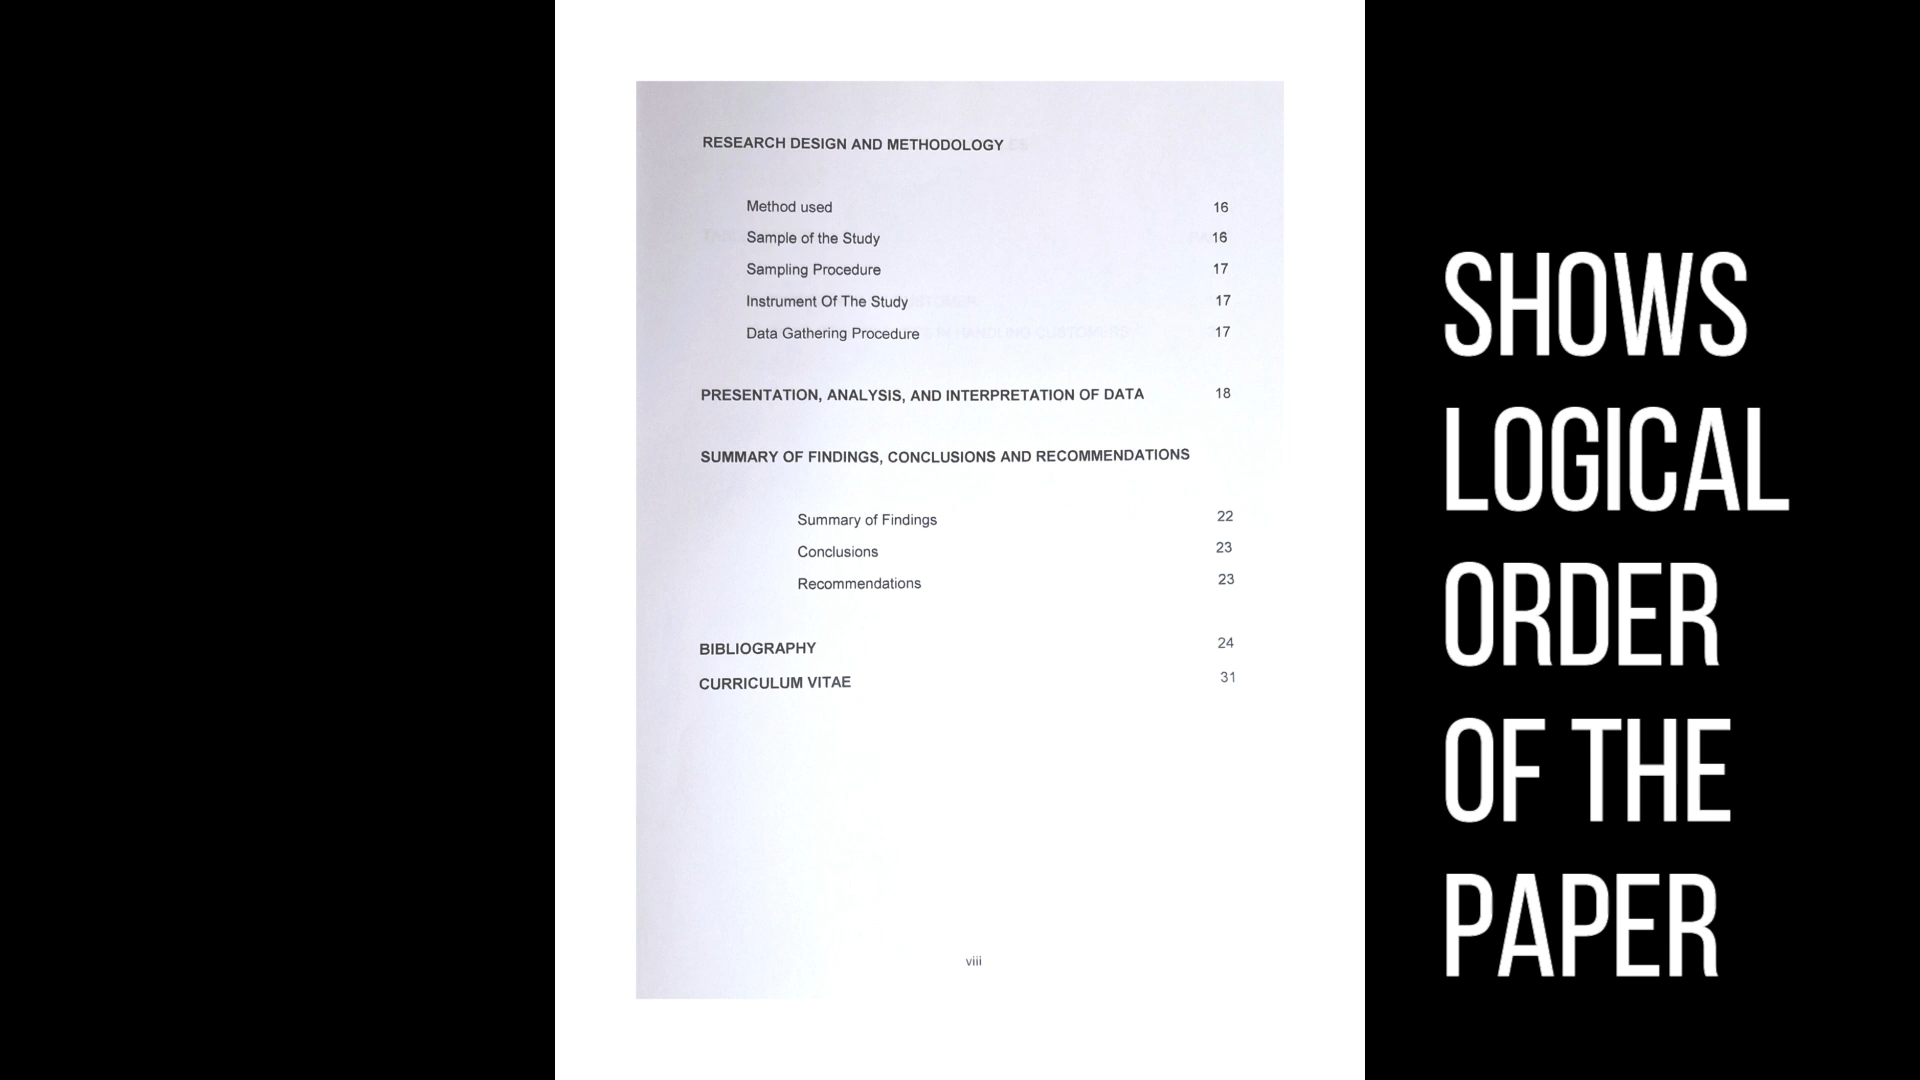 RESEARCH DESIGN AND METHODOLOGY
Method used 16
Sample of the Study 16
Sampling Procedure 17
Instrument Of The Study 17
Data Gathering Procedure 17
PRESENTATION, ANALYSIS, AND INTERPRETATION OF DATA 18
SUMMARY OF FINDINGS, CONCLUSIONS AND RECOMMENDATIONS
Summary of Findings 22
Conclusions 23
Recommendations 23
BIBLIOGRAPHY 24
CURRICULUM VITAE 31
viii
SHOWS
LOGICAL
ORDER
OF THE
PAPER